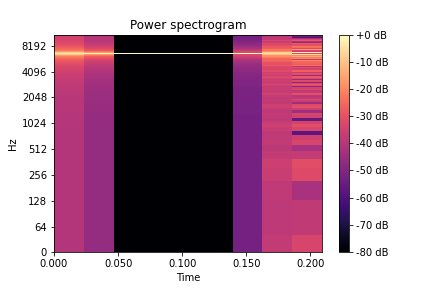 Power spectrogram
8192
4096
2048
1024
512
256
128
64
0
Hz
0.000 0.050 0.100 0.150 0.200
Time
+0 dB
-10 dB
-20 dB
-30 dB
-40 dB
-50 dB
-60 dB
-70 dB
-80 dB